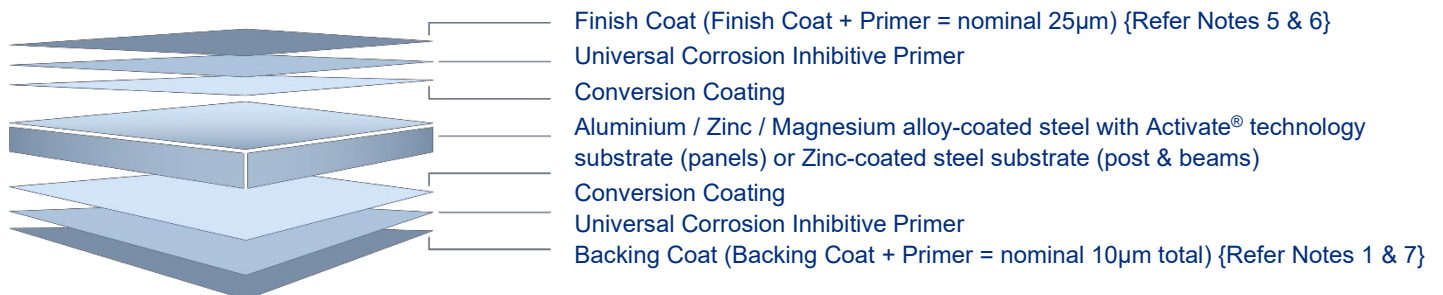 Finish Coat (Finish Coat + Primer = nominal 25µm) {Refer Notes 5 & 6}
Universal Corrosion Inhibitive Primer
Conversion Coating
Aluminium / Zinc / Magnesium alloy-coated steel with Activate® technology
substrate (panels) or Zinc-coated steel substrate (post & beams)
Conversion Coating
Universal Corrosion Inhibitive Primer
Backing Coat (Backing Coat + Primer = nominal 10µm total) {Refer Notes 1 & 7}